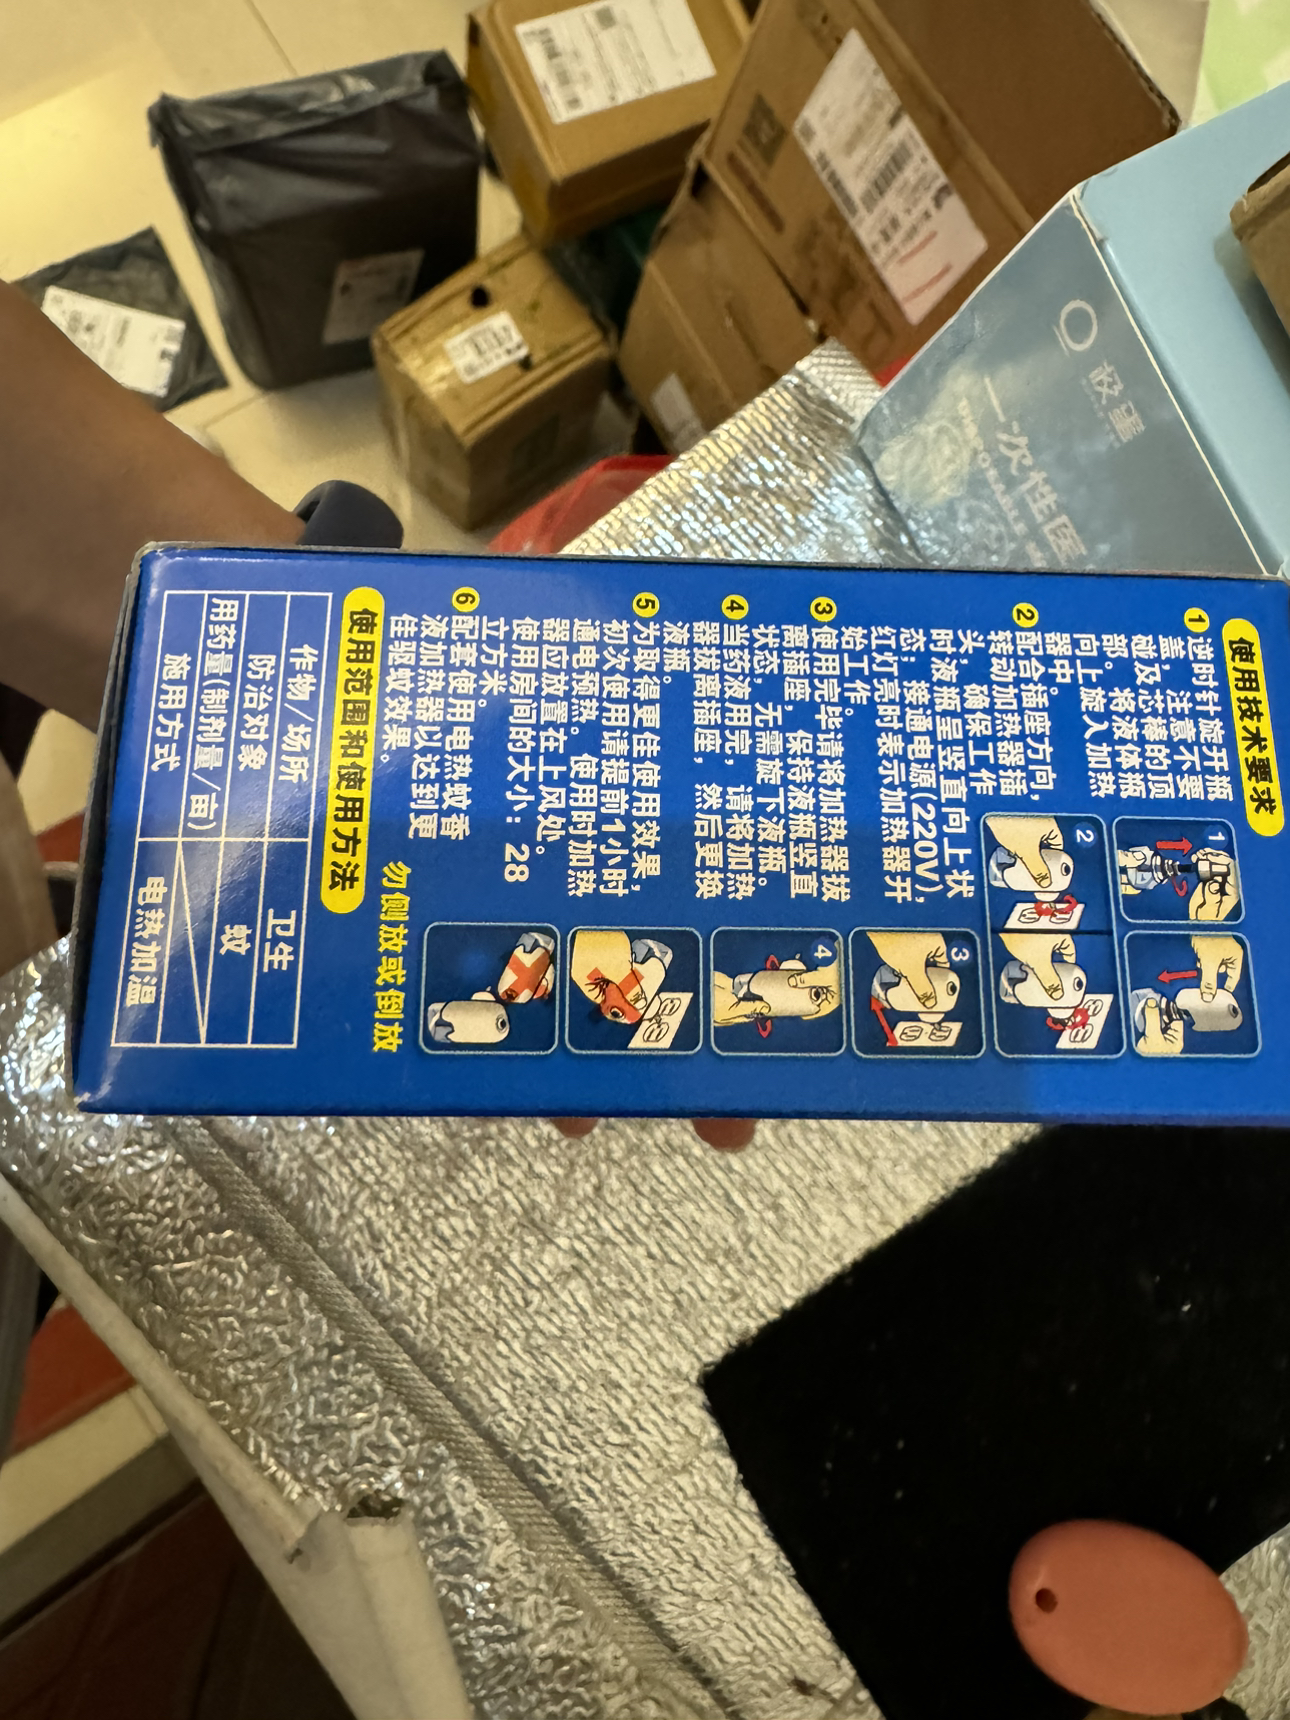 使用技术要求
1 逆时针旋开瓶
盖，注意不要
碰及芯棒的顶
部。将液体瓶
向上旋入加热
器中。
2 配合插座方向，
转动加热器插
头，确保工作
时液瓶呈竖直向上状
态，接通电源(220V)，
红灯亮时表示加热器开
始工作。
3 使用完毕请将加热器拔
离插座，保持液瓶竖直
状态，无需旋下液瓶。
4 当药液用完，请将加热
器拔离插座，然后更换
液瓶。
5 为取得更佳使用效果，
初次使用请提前1小时
通电预热。使用时加热
器应放置在上风处。
使用房间的大小：28
立方米。
6 配套使用电热蚊香
液加热器以达到更
佳驱蚊效果。
1
2
3
4
勿侧放或倒放
使用范围和使用方法
作物/场所 卫生
防治对象 蚊
用药量(制剂量/亩)
施用方式 电热加温
一次性医